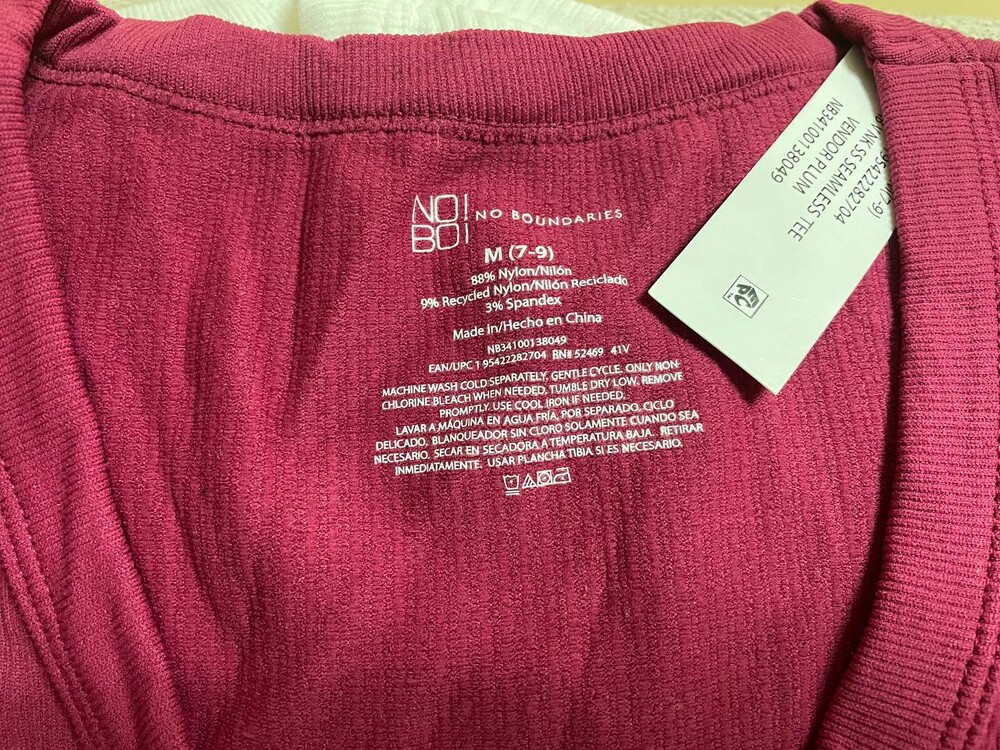 NO!
BO!
NO BOUNDARIES
M (7-9)
88% Nylon/Nilón
9% Recycled Nylon/Nilón Reciclado
3% Spandex
Made in/Hecho en China
NB34100138049
EAN/UPC 1 95422282704 RN# 52469 41V
MACHINE WASH COLD SEPARATELY, GENTLE CYCLE. ONLY NON-
CHLORINE BLEACH WHEN NEEDED. TUMBLE DRY LOW. REMOVE
PROMPTLY. USE COOL IRON IF NEEDED.
LAVAR A MÁQUINA EN AGUA FRÍA, POR SEPARADO, CICLO
DELICADO. BLANQUEADOR SIN CLORO SOLAMENTE CUANDO SEA
NECESARIO. SECAR EN SECADORA A TEMPERATURA BAJA. RETIRAR
INMEDIATAMENTE. USAR PLANCHA TIBIA SI ES NECESARIO.
7-9)
95422282704
VNK SS SEAMLESS TEE
VENDOR PLUM
NB34100138049